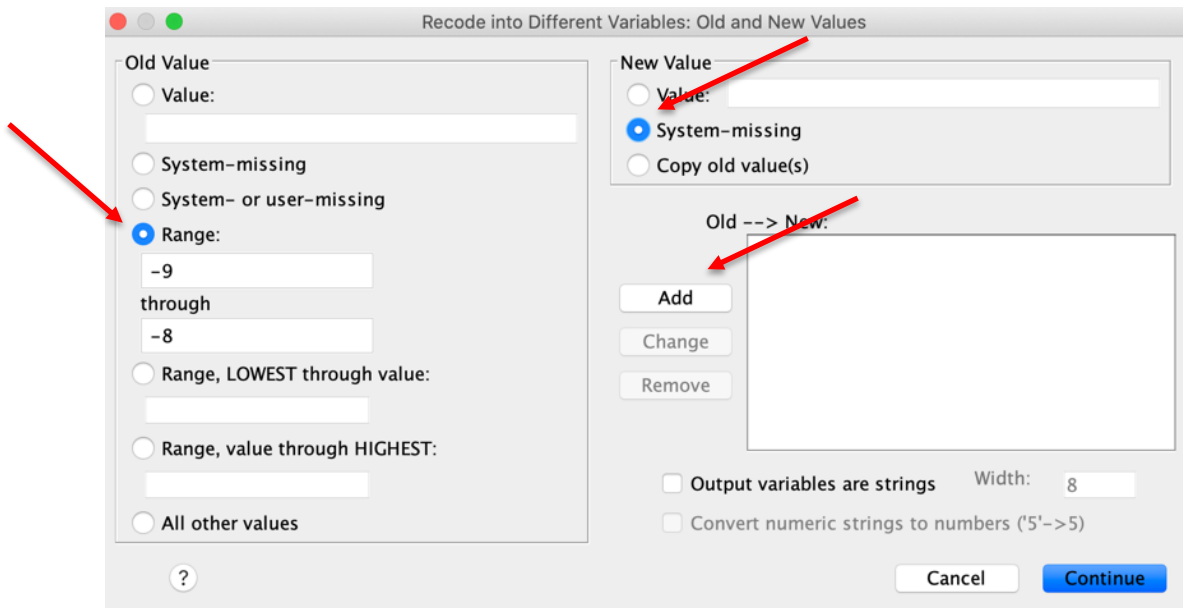 Recode into Different Variables: Old and New Values
Old Value
Value:
System-missing
System- or user-missing
Range:
-9
through
-8
Range, LOWEST through value:
Range, value through HIGHEST:
All other values
New Value
Value:
System-missing
Copy old value(s)
Old --> New:
Add
Change
Remove
Output variables are strings Width: 8
Convert numeric strings to numbers ('5'->5)
?
Cancel
Continue